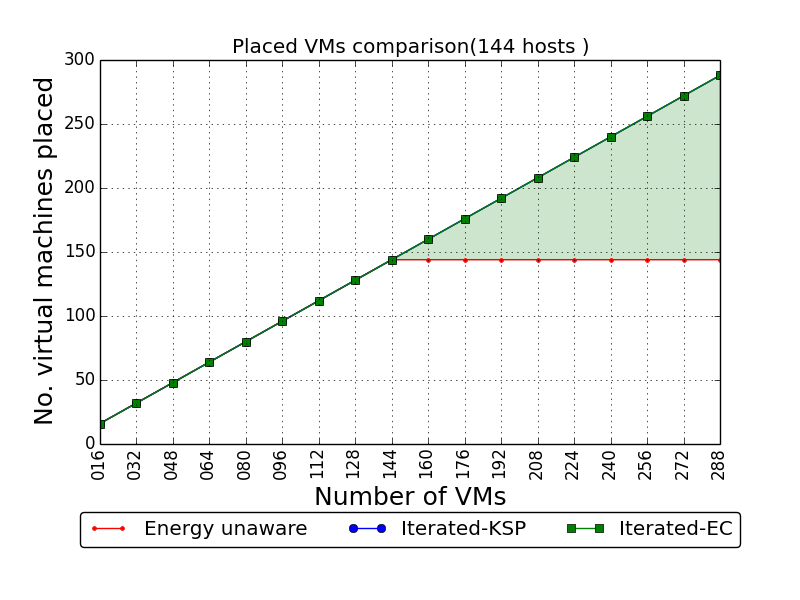 Placed VMs comparison(144 hosts )
300
250
200
150
100
50
0
No. virtual machines placed
016 032 048 064 080 096 112 128 144 160 176 192 208 224 240 256 272 288
Number of VMs
Energy unaware Iterated-KSP Iterated-EC